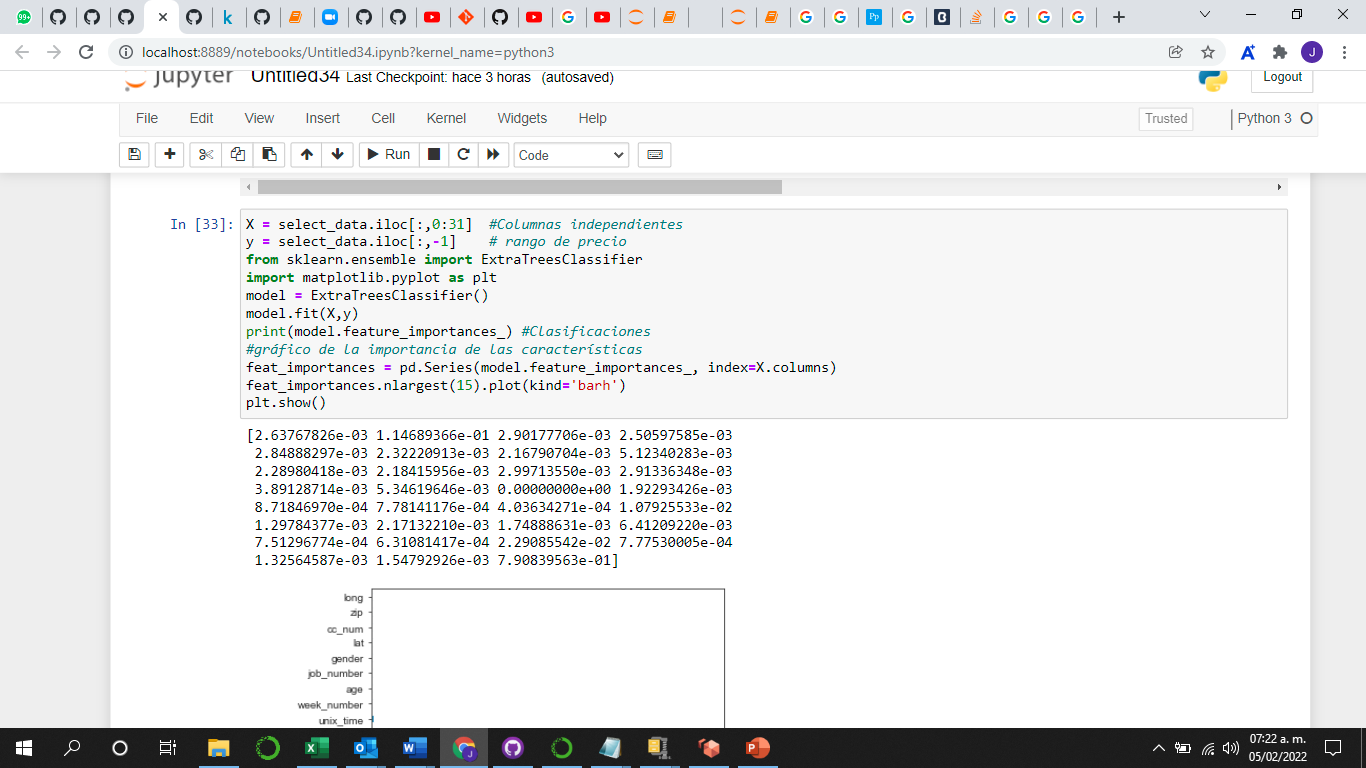 99+
k
Pp
B
localhost:8889/notebooks/Untitled34.ipynb?kernel_name=python3
A+
J
jupyter Untitled34 Last Checkpoint: hace 3 horas (autosaved)
Logout
File Edit View Insert Cell Kernel Widgets Help
Trusted
Python 3
Run
Code
In [33]:
X = select_data.iloc[:,0:31]  #Columnas independientes
y = select_data.iloc[:,-1]    # rango de precio
from sklearn.ensemble import ExtraTreesClassifier
import matplotlib.pyplot as plt
model = ExtraTreesClassifier()
model.fit(X,y)
print(model.feature_importances_) #Clasificaciones
#gráfico de la importancia de las características
feat_importances = pd.Series(model.feature_importances_, index=X.columns)
feat_importances.nlargest(15).plot(kind='barh')
plt.show()
[2.63767826e-03 1.14689366e-01 2.90177706e-03 2.50597585e-03
2.84888297e-03 2.32220913e-03 2.16790704e-03 5.12340283e-03
2.28980418e-03 2.18415956e-03 2.99713550e-03 2.91336348e-03
3.89128714e-03 5.34619646e-03 0.00000000e+00 1.92293426e-03
8.71846970e-04 7.78141176e-04 4.03634271e-04 1.07925533e-02
1.29784377e-03 2.17132210e-03 1.74888631e-03 6.41209220e-03
7.51296774e-04 6.31081417e-04 2.29085542e-02 7.77530005e-04
1.32564587e-03 1.54792926e-03 7.90839563e-01]
long
zip
cc_num
lat
gender
job_number
age
week_number
unix_time
07:22 a. m.
05/02/2022